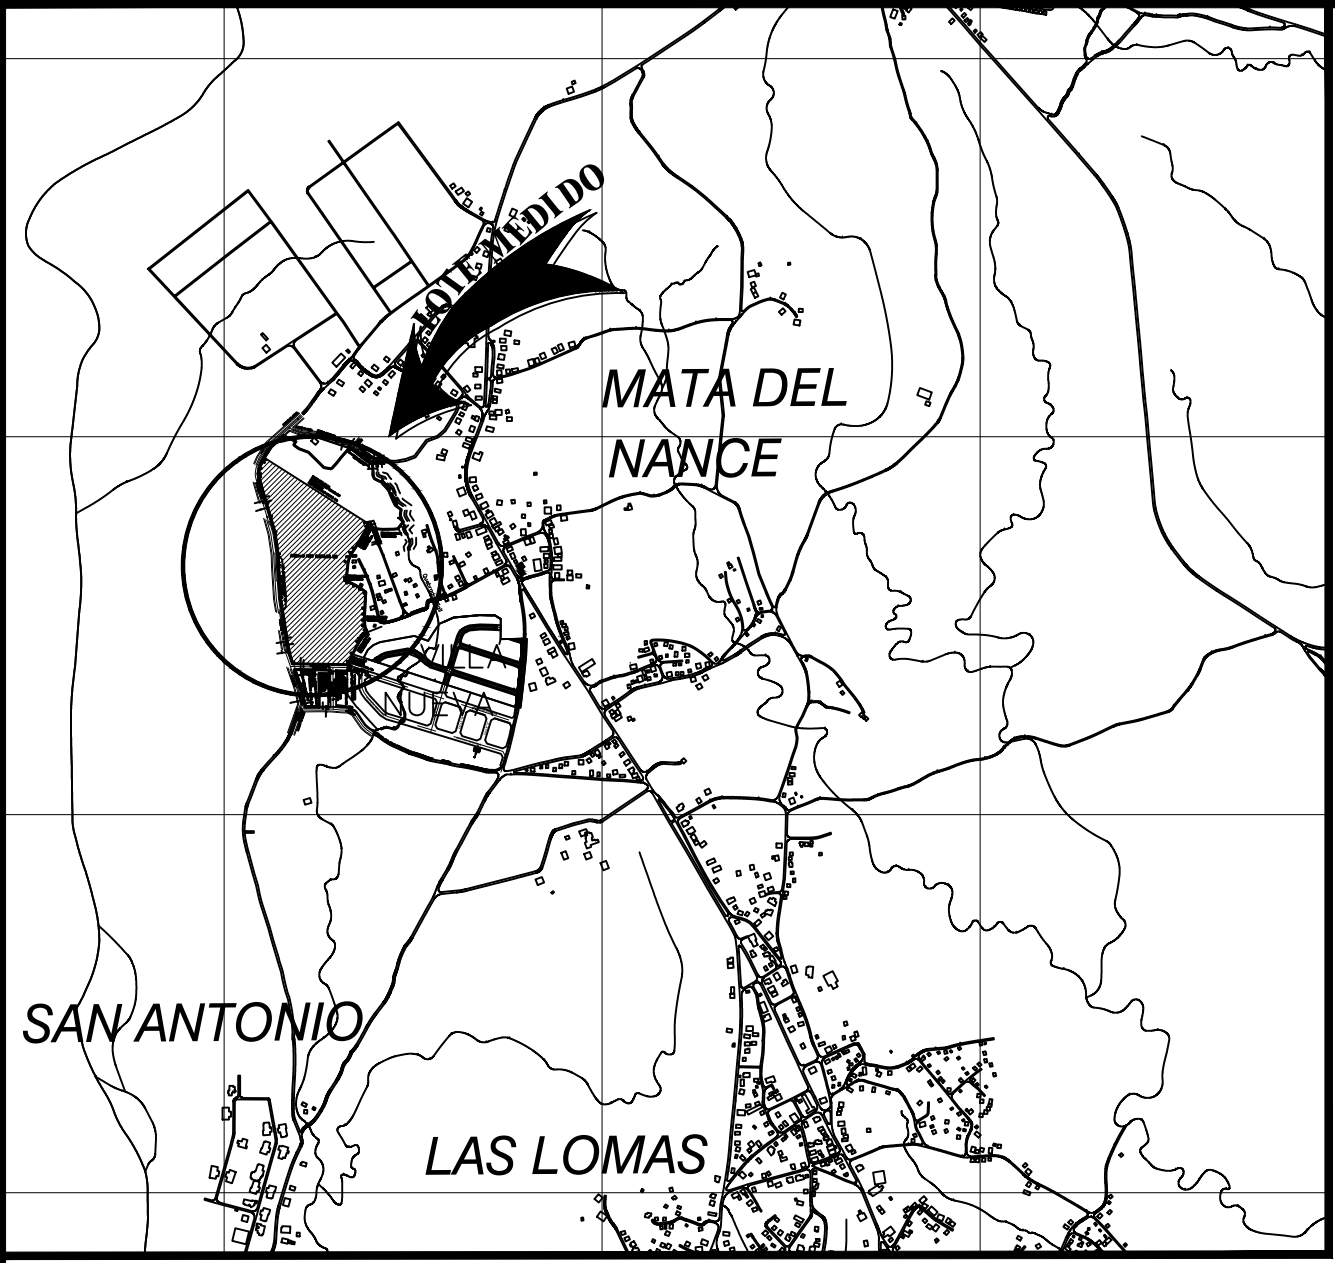 LOTE MEDIDO
MATA DEL
NANCE
VILLA
NUEVA
SAN ANTONIO
LAS LOMAS